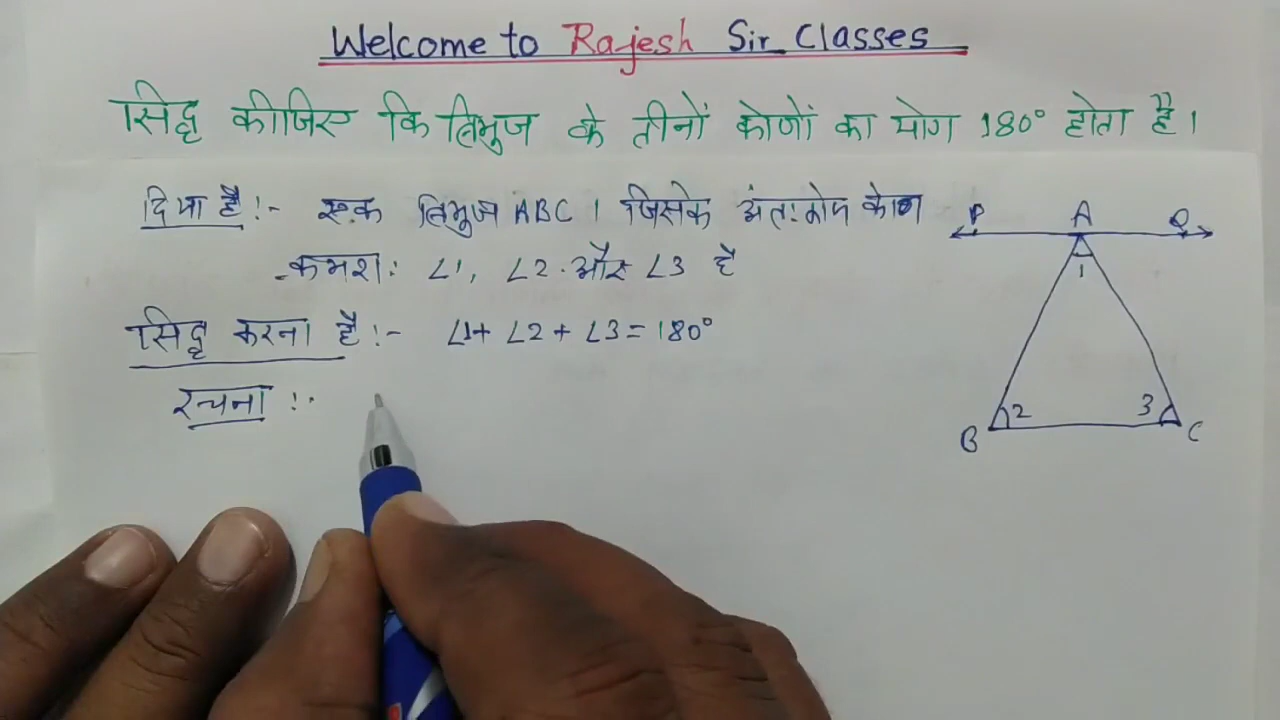 Welcome to Rajesh Sir Classes
सिद्ध कीजिए कि त्रिभुज के तीनों कोणों का योग 180° होता है।
दिया है :- एक त्रिभुज ABC । जिसके अंतः कोण
क्रमशः ∠1, ∠2 और ∠3 है
सिद्ध करना है :- ∠1 + ∠2 + ∠3 = 180°
रचना :-
P A Q
1
2 3
B C